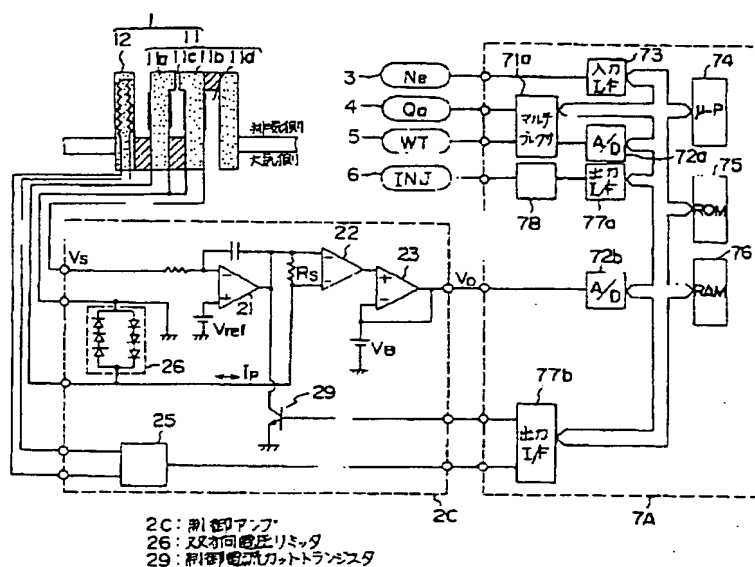 1
12
11
11a 11c 11b 11d
排気側
大気側
3
Ne
4
Qa
5
WT
6
INJ
71a
マルチ
プレクサ
73
入力
I/F
74
μ-P
A/D
72a
出力
I/F
77a
78
75
ROM
76
RAM
72b
A/D
77b
出力
I/F
7A
Vs
22
23
Rs
21
Vref
VB
26
IP
29
25
2C
2C:制御アンプ
26:双方向電圧リミッタ
29:制御電流カットトランジスタ